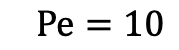 Pe = 10